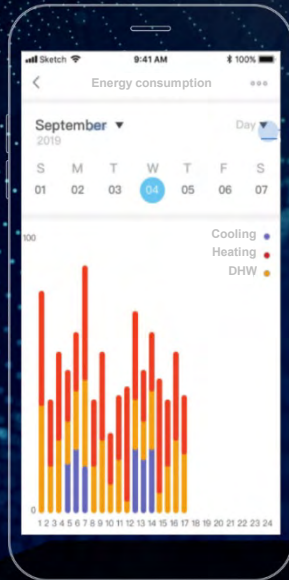 Sketch 9:41 AM 100%
Energy consumption
September ▼ Day ▼
2019
S M T W T F S
01 02 03 04 05 06 07
100
Cooling
Heating
DHW
0
1 2 3 4 5 6 7 8 9 10 11 12 13 14 15 16 17 18 19 20 21 22 23 24